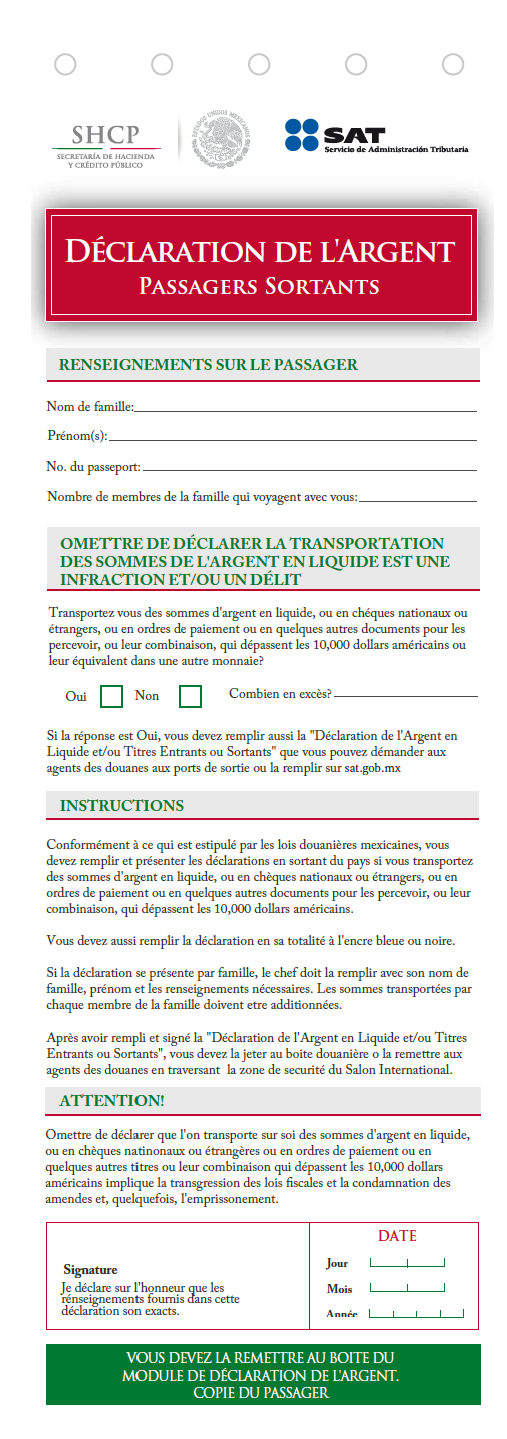 SHCP
SECRETARÍA DE HACIENDA
Y CRÉDITO PÚBLICO
ESTADOS UNIDOS MEXICANOS
SAT
Servicio de Administración Tributaria
DÉCLARATION DE L'ARGENT
PASSAGERS SORTANTS
RENSEIGNEMENTS SUR LE PASSAGER
Nom de famille:
Prénom(s):
No. du passeport:
Nombre de membres de la famille qui voyagent avec vous:
OMETTRE DE DÉCLARER LA TRANSPORTATION
DES SOMMES DE L'ARGENT EN LIQUIDE EST UNE
INFRACTION ET/OU UN DÉLIT
Transportez vous des sommes d'argent en liquide, ou en chéques nationaux ou
étrangers, ou en ordres de paiement ou en quelques autres documents pour les
percevoir, ou leur combinaison, qui dépassent les 10,000 dollars américains ou
leur équivalent dans une autre monnaie?
Oui Non Combien en excès?
Si la réponse est Oui, vous devez remplir aussi la "Déclaration de l'Argent en
Liquide et/ou Titres Entrants ou Sortants" que vous pouvez démander aux
agents des douanes aux ports de sortie ou la remplir sur sat.gob.mx
INSTRUCTIONS
Conformément à ce qui est estipulé par les lois douanières mexicaines, vous
devez remplir et présenter les déclarations en sortant du pays si vous transportez
des sommes d'argent en liquide, ou en chèques nationaux ou étrangers, ou en
ordres de paiement ou en quelques autres documents pour les percevoir, ou leur
combinaison, qui dépassent les 10,000 dollars américains.
Vous devez aussi remplir la déclaration en sa totalité à l'encre bleue ou noire.
Si la déclaration se présente par famille, le chef doit la remplir avec son nom de
famille, prénom et les renseignements nécessaires. Les sommes transportées par
chaque membre de la famille doivent etre additionnées.
Après avoir rempli et signé la "Déclaration de l'Argent en Liquide et/ou Titres
Entrants ou Sortants", vous devez la jeter au boite douanière o la remettre aux
agents des douanes en traversant la zone de securité du Salon International.
ATTENTION!
Omettre de déclarer que l'on transporte sur soi des sommes d'argent en liquide,
ou en chèques natinonaux ou étrangères ou en ordres de paiement ou en
quelques autres titres ou leur combinaison qui dépassent les 10,000 dollars
américains implique la transgression des lois fiscales et la condamnation des
amendes et, quelquefois, l'emprissonement.
DATE
Jour
Signature
Je déclare sur l'honneur que les
rénseignements fournis dans cette
déclaration son exacts.
Mois
Année
VOUS DEVEZ LA REMETTRE AU BOITE DU
MODULE DE DÉCLARATION DE L'ARGENT.
COPIE DU PASSAGER